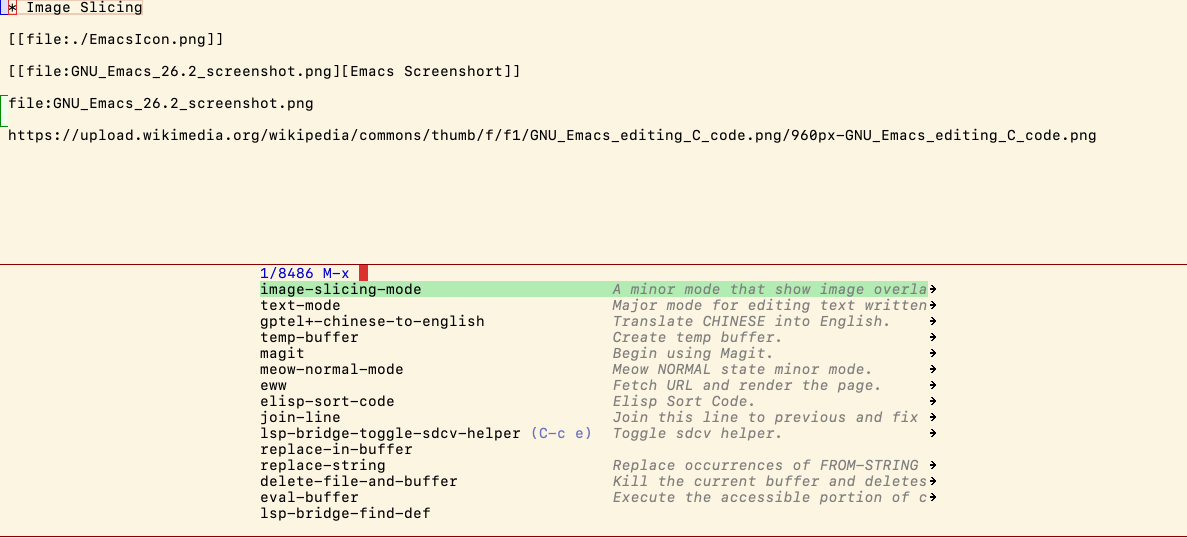 * Image Slicing
[[file:./EmacsIcon.png]]
[[file:GNU_Emacs_26.2_screenshot.png][Emacs Screenshort]]
file:GNU_Emacs_26.2_screenshot.png
https://upload.wikimedia.org/wikipedia/commons/thumb/f/f1/GNU_Emacs_editing_C_code.png/960px-GNU_Emacs_editing_C_code.png
1/8486 M-x
image-slicing-mode A minor mode that show image overla
text-mode Major mode for editing text written
gptel+-chinese-to-english Translate CHINESE into English.
temp-buffer Create temp buffer.
magit Begin using Magit.
meow-normal-mode Meow NORMAL state minor mode.
eww Fetch URL and render the page.
elisp-sort-code Elisp Sort Code.
join-line Join this line to previous and fix
lsp-bridge-toggle-sdcv-helper (C-c e) Toggle sdcv helper.
replace-in-buffer
replace-string Replace occurrences of FROM-STRING
delete-file-and-buffer Kill the current buffer and deletes
eval-buffer Execute the accessible portion of c
lsp-bridge-find-def